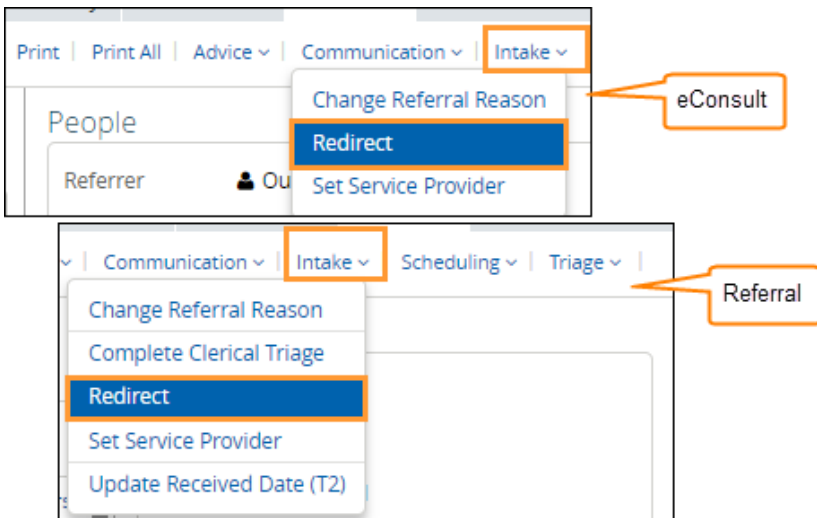 Print | Print All | Advice | Communication | Intake
Change Referral Reason
eConsult
People
Redirect
Referrer Ou
Set Service Provider
Communication | Intake Scheduling | Triage |
Referral
Change Referral Reason
Complete Clerical Triage
Redirect
Set Service Provider
Update Received Date (T2)